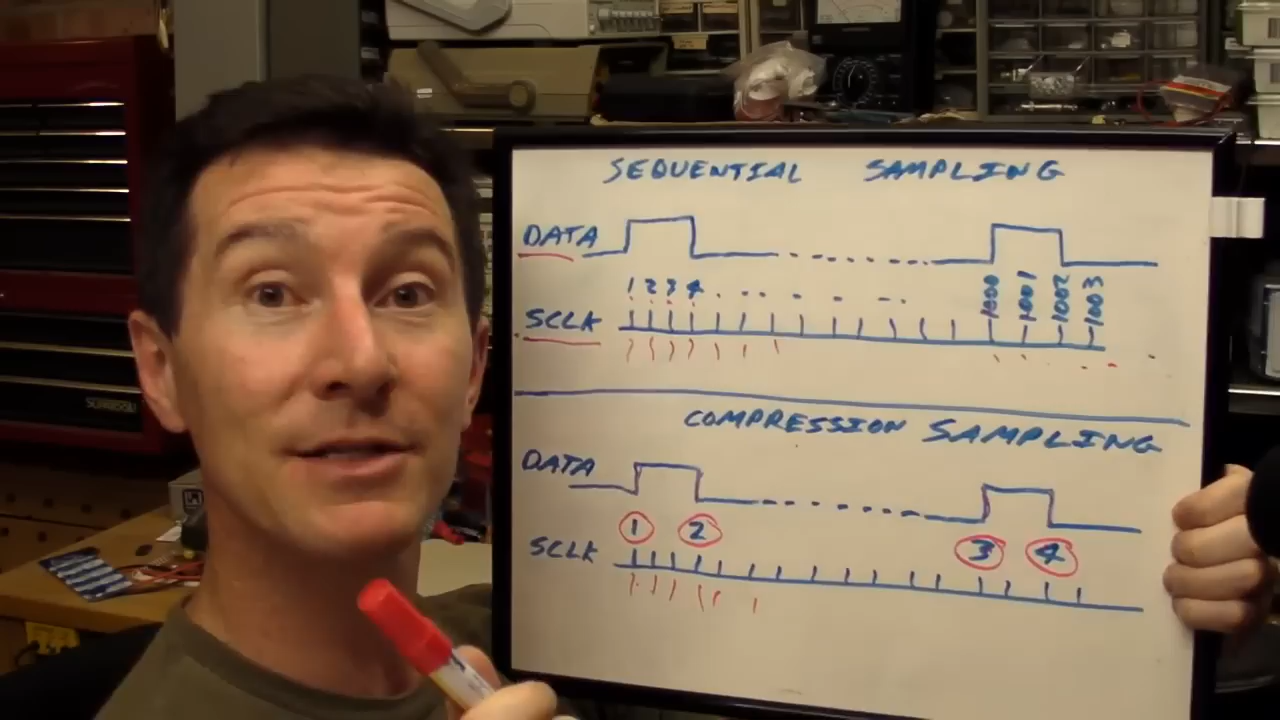 SEQUENTIAL SAMPLING
DATA
1 2 3 4 1000 1001 1002 1003
SCLK
COMPRESSION SAMPLING
DATA
1 2 3 4
SCLK